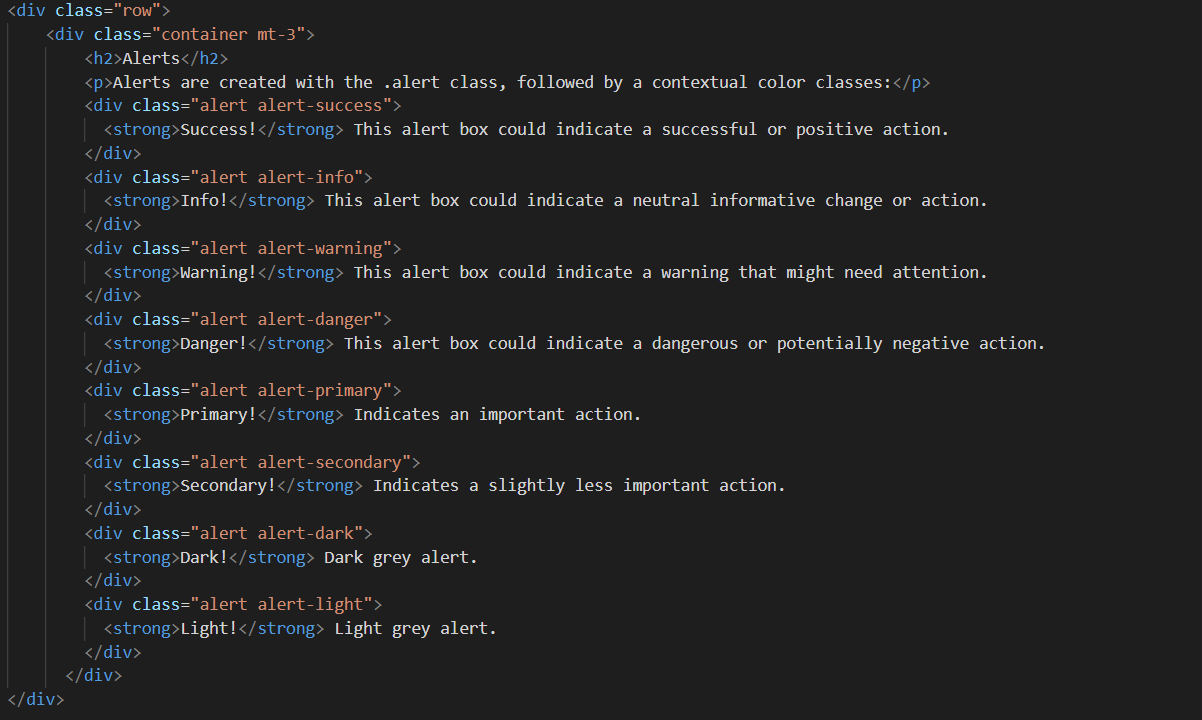 <div class="row">
<div class="container mt-3">
<h2>Alerts</h2>
<p>Alerts are created with the .alert class, followed by a contextual color classes:</p>
<div class="alert alert-success">
<strong>Success!</strong> This alert box could indicate a successful or positive action.
</div>
<div class="alert alert-info">
<strong>Info!</strong> This alert box could indicate a neutral informative change or action.
</div>
<div class="alert alert-warning">
<strong>Warning!</strong> This alert box could indicate a warning that might need attention.
</div>
<div class="alert alert-danger">
<strong>Danger!</strong> This alert box could indicate a dangerous or potentially negative action.
</div>
<div class="alert alert-primary">
<strong>Primary!</strong> Indicates an important action.
</div>
<div class="alert alert-secondary">
<strong>Secondary!</strong> Indicates a slightly less important action.
</div>
<div class="alert alert-dark">
<strong>Dark!</strong> Dark grey alert.
</div>
<div class="alert alert-light">
<strong>Light!</strong> Light grey alert.
</div>
</div>
</div>